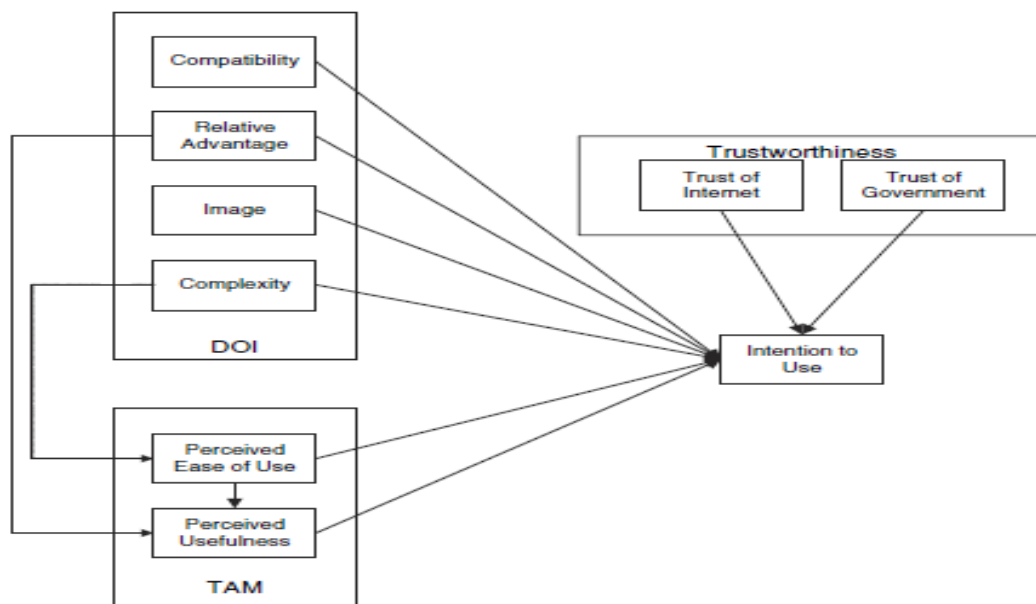 Compatibility
Relative
Advantage
Image
Complexity
DOI
Perceived
Ease of Use
Perceived
Usefulness
TAM
Trustworthiness
Trust of
Internet
Trust of
Government
Intention to
Use